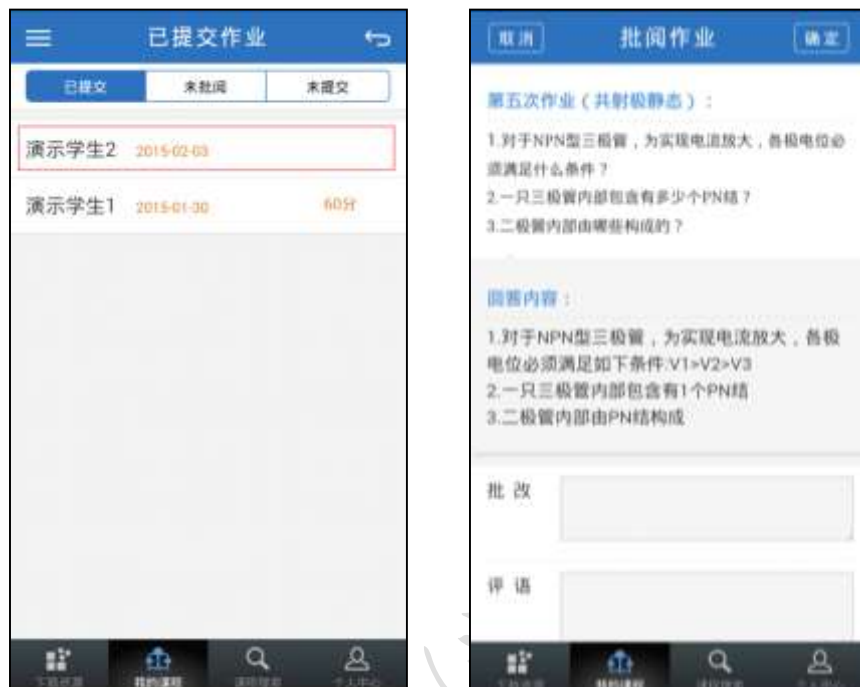 已提交作业
已提交
未批阅
未提交
演示学生2 2015-02-03
演示学生1 2015-01-30 60分
我的课程
个人中心
取消
批阅作业
确定
第五次作业（共射极静态）：
1.对于NPN型三极管，为实现电流放大，各极电位必
须满足什么条件？
2.一只三极管内部包含有多少个PN结？
3.二极管内部由哪些构成的？
回答内容：
1.对于NPN型三极管，为实现电流放大，各极
电位必须满足如下条件:V1>V2>V3
2.一只三极管内部包含有1个PN结
3.二极管内部由PN结构成
批 改
评 语
我的课程
个人中心